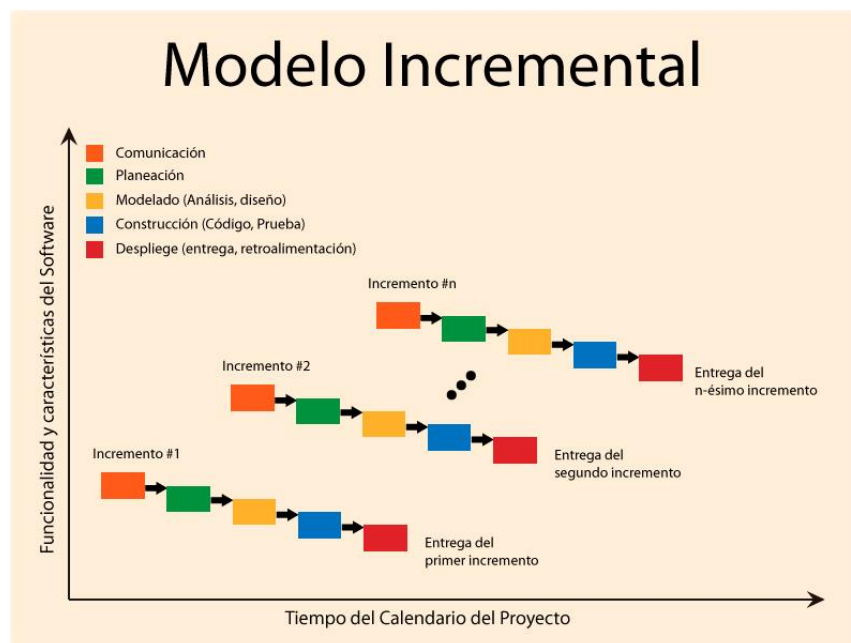 Modelo Incremental
Comunicación
Planeación
Modelado (Análisis, diseño)
Construcción (Código, Prueba)
Despliege (entrega, retroalimentación)
Funcionalidad y características del Software
Incremento #n
Entrega del
n-ésimo incremento
Incremento #2
Entrega del
segundo incremento
Incremento #1
Entrega del
primer incremento
Tiempo del Calendario del Proyecto